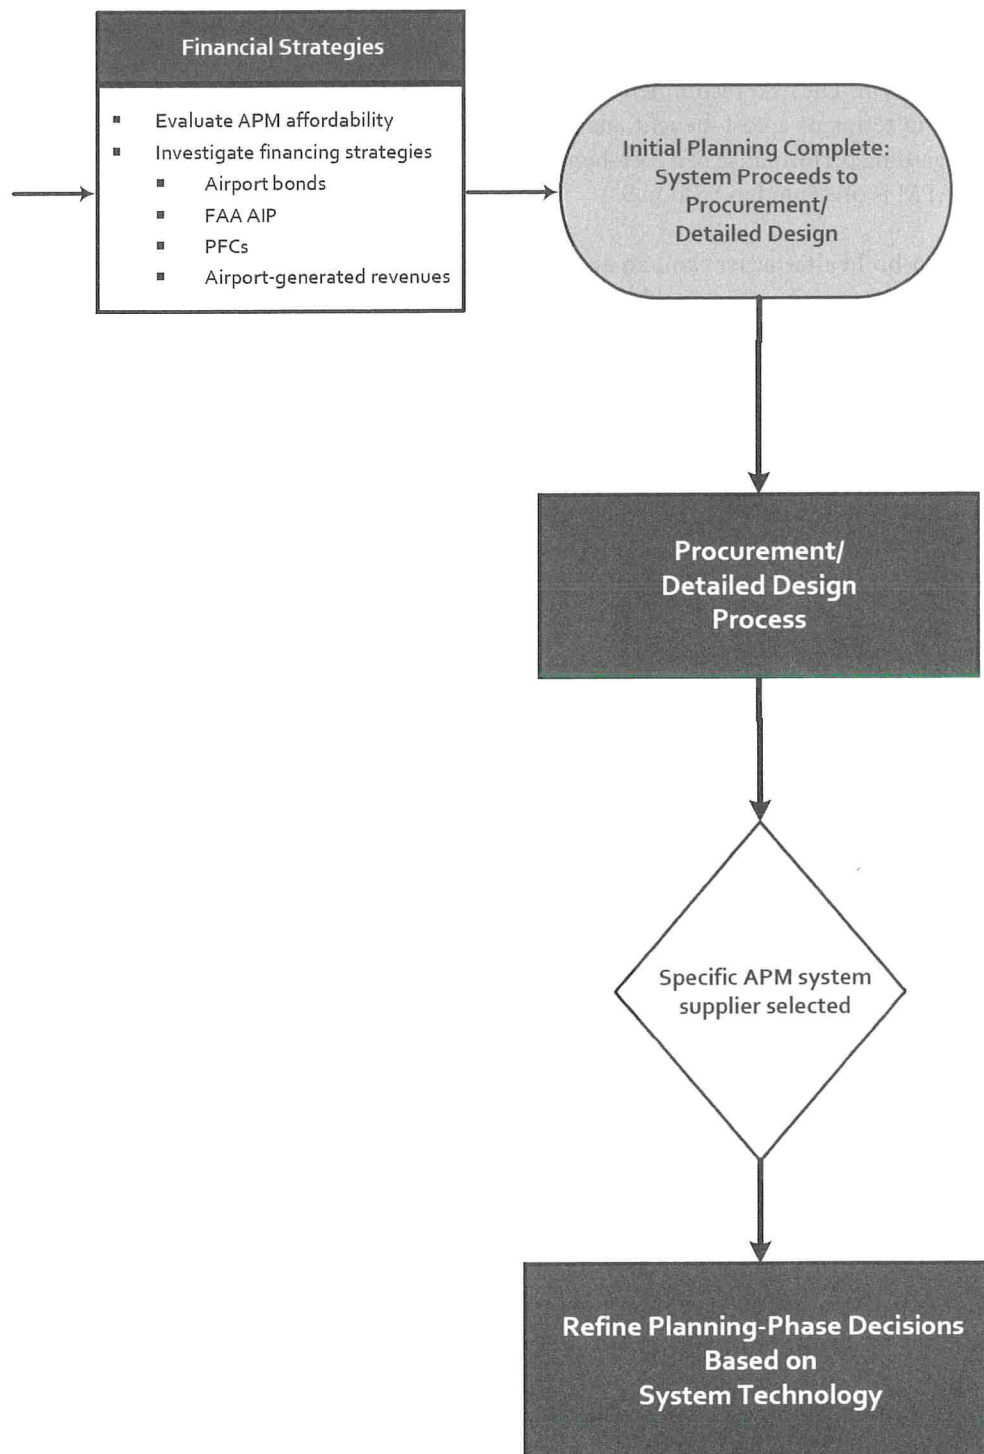 Financial Strategies
Evaluate APM affordability
Investigate financing strategies
Airport bonds
FAA AIP
PFCs
Airport-generated revenues
Initial Planning Complete:
System Proceeds to
Procurement/
Detailed Design
Procurement/
Detailed Design
Process
Specific APM system
supplier selected
Refine Planning-Phase Decisions
Based on
System Technology